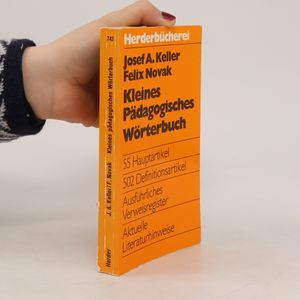 Herderbücherei
Josef A. Keller
Felix Novak
Kleines
Pädagogisches
Wörterbuch
55 Hauptartikel
502 Definitionsartikel
Ausführliches
Verweisregister
Aktuelle
Literaturhinweise
743
J. A. Keller/F. Novak Kleines pädagogisches Wörterbuch
Herder